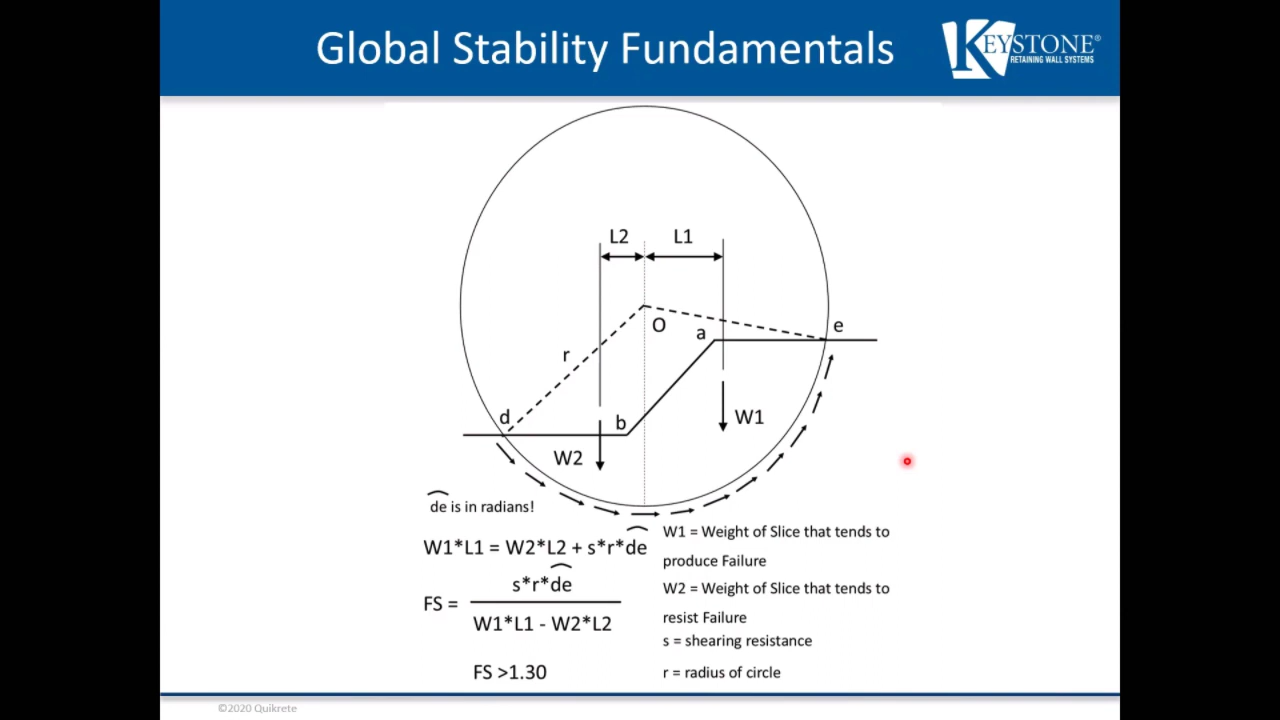 Global Stability Fundamentals
KEYSTONE®
RETAINING WALL SYSTEMS
L2
L1
O
a
e
r
d
b
W1
W2
de is in radians!
W1*L1 = W2*L2 + s*r*de
FS =
s*r*de
W1*L1 - W2*L2
FS >1.30
W1 = Weight of Slice that tends to
produce Failure
W2 = Weight of Slice that tends to
resist Failure
s = shearing resistance
r = radius of circle
©2020 Quikrete